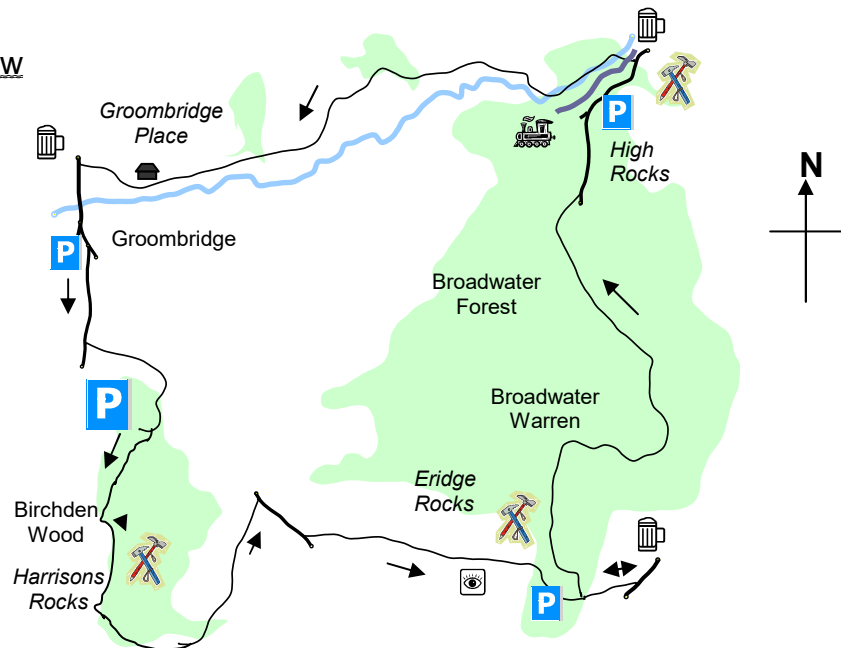 w
Groombridge
Place
P
High
Rocks
N
P
Groombridge
Broadwater
Forest
P
Broadwater
Warren
Eridge
Rocks
Birchden
Wood
Harrisons
Rocks
P